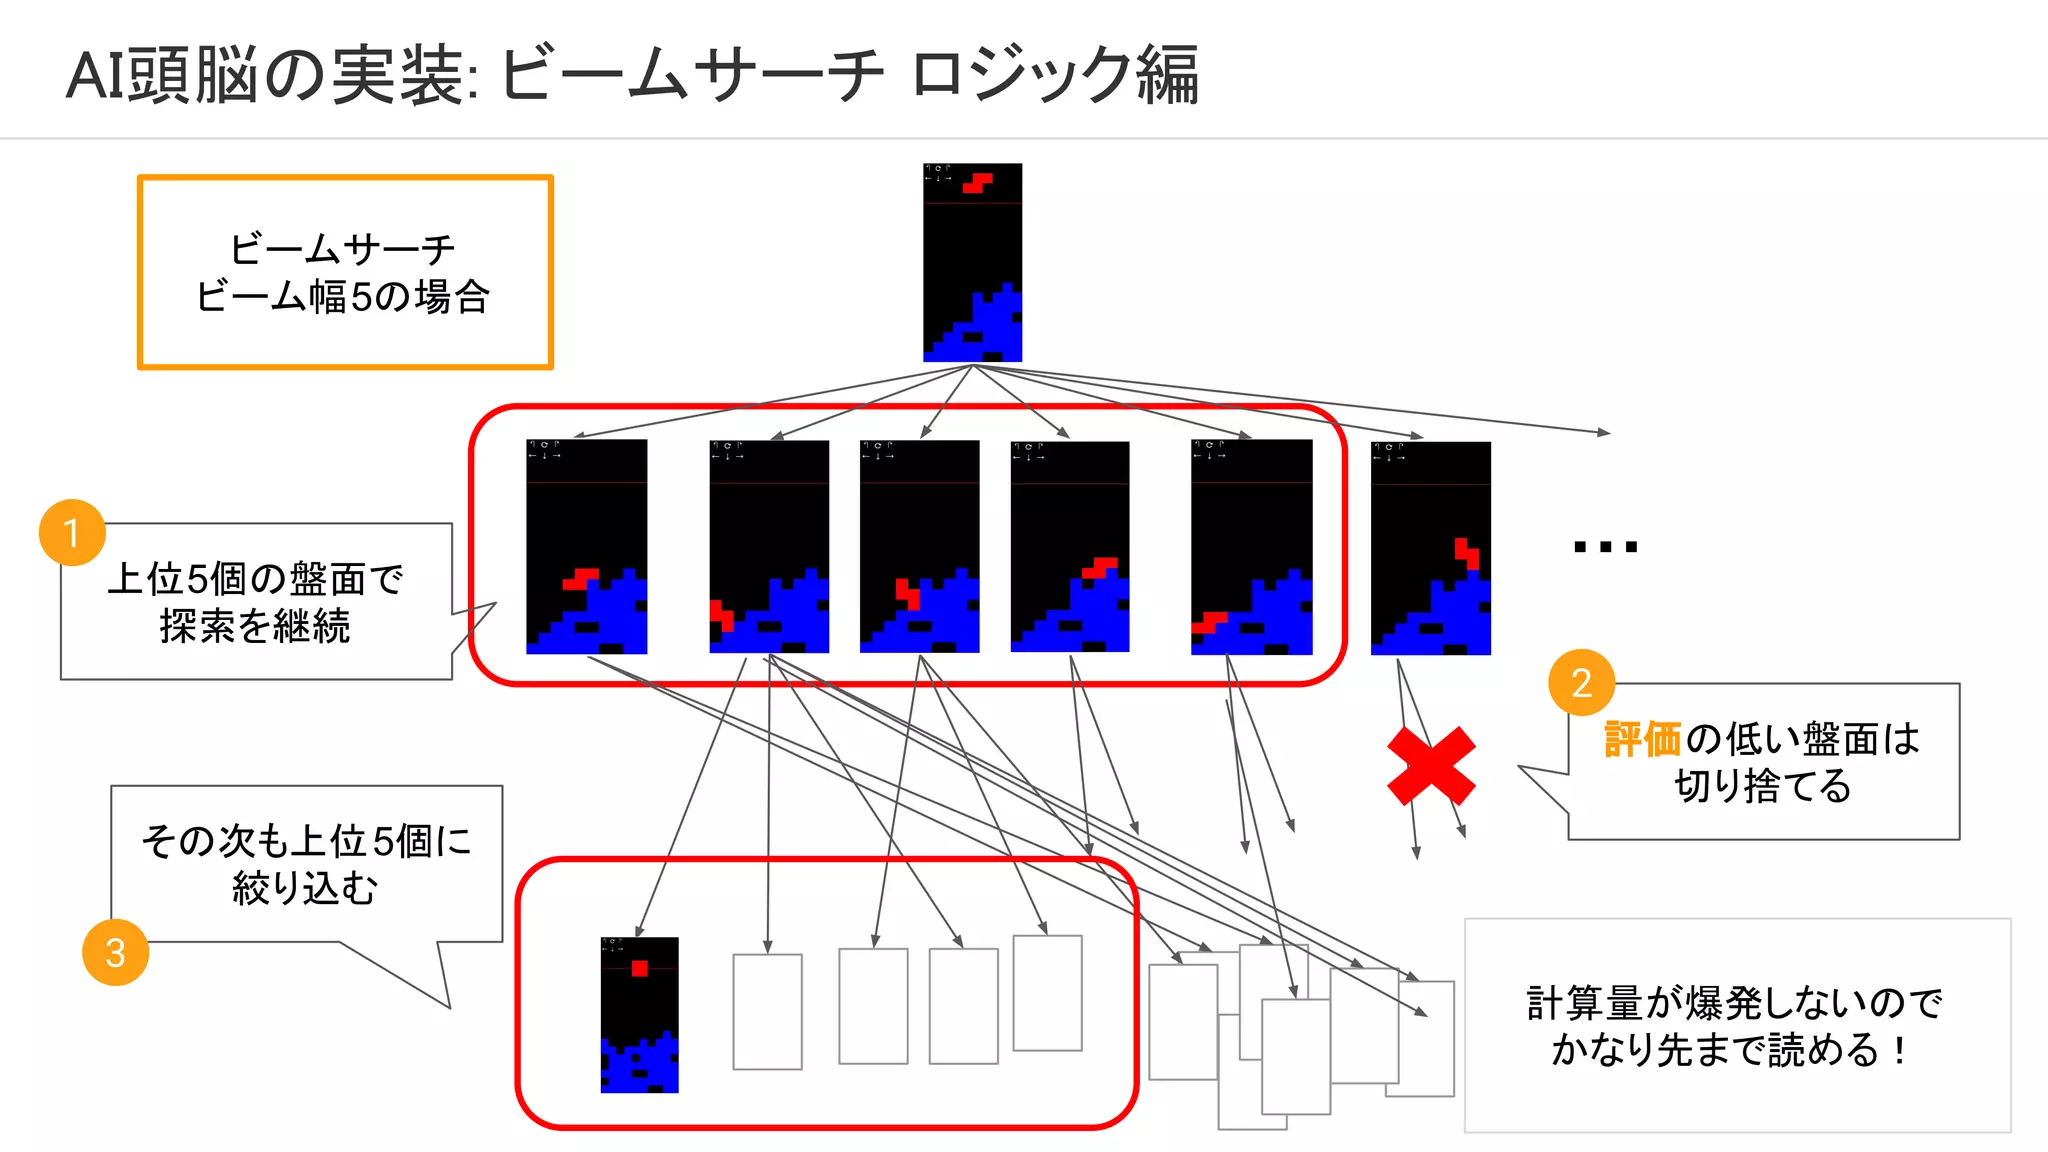 AI頭脳の実装: ビームサーチ ロジック編
ビームサーチ
ビーム幅5の場合
1
上位5個の盤面で
探索を継続
...
2
評価の低い盤面は
切り捨てる
その次も上位5個に
絞り込む
3
計算量が爆発しないので
かなり先まで読める！